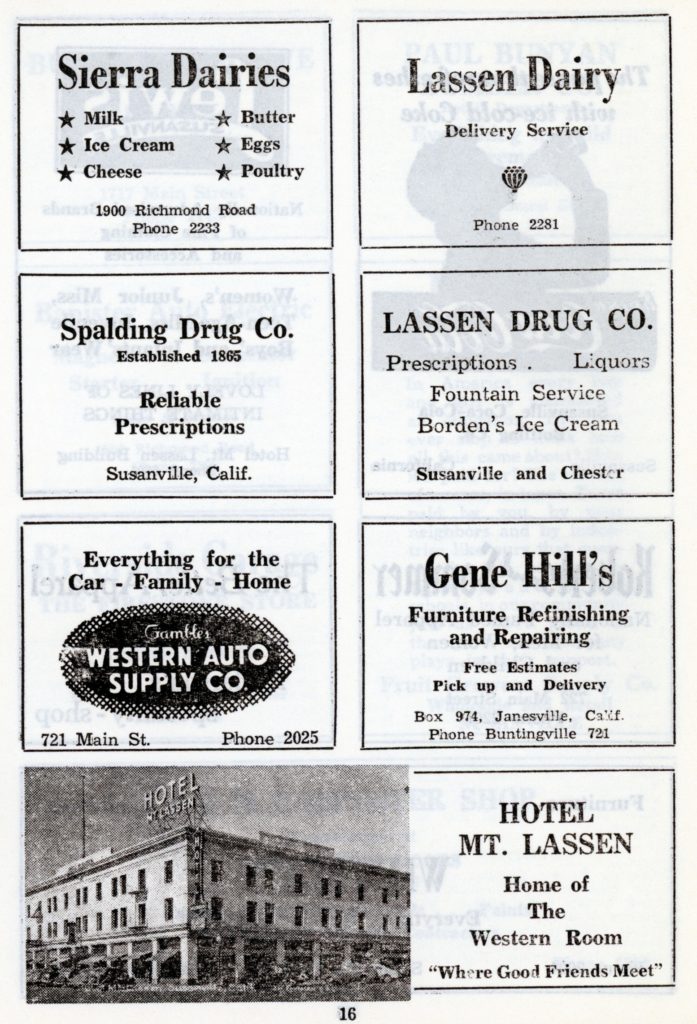 Sierra Dairies
★ Milk
★ Ice Cream
★ Cheese
★ Butter
★ Eggs
★ Poultry
1900 Richmond Road
Phone 2233
Lassen Dairy
Delivery Service
Phone 2281
Spalding Drug Co.
Established 1865
Reliable
Prescriptions
Susanville, Calif.
LASSEN DRUG CO.
Prescriptions . Liquors
Fountain Service
Borden's Ice Cream
Susanville and Chester
Everything for the
Car - Family - Home
Gambles
WESTERN AUTO
SUPPLY CO.
721 Main St. Phone 2025
Gene Hill's
Furniture Refinishing
and Repairing
Free Estimates
Pick up and Delivery
Box 974, Janesville, Calif.
Phone Buntingville 721
HOTEL
MT. LASSEN
HOTEL
MT. LASSEN
Home of
The
Western Room
"Where Good Friends Meet"
16